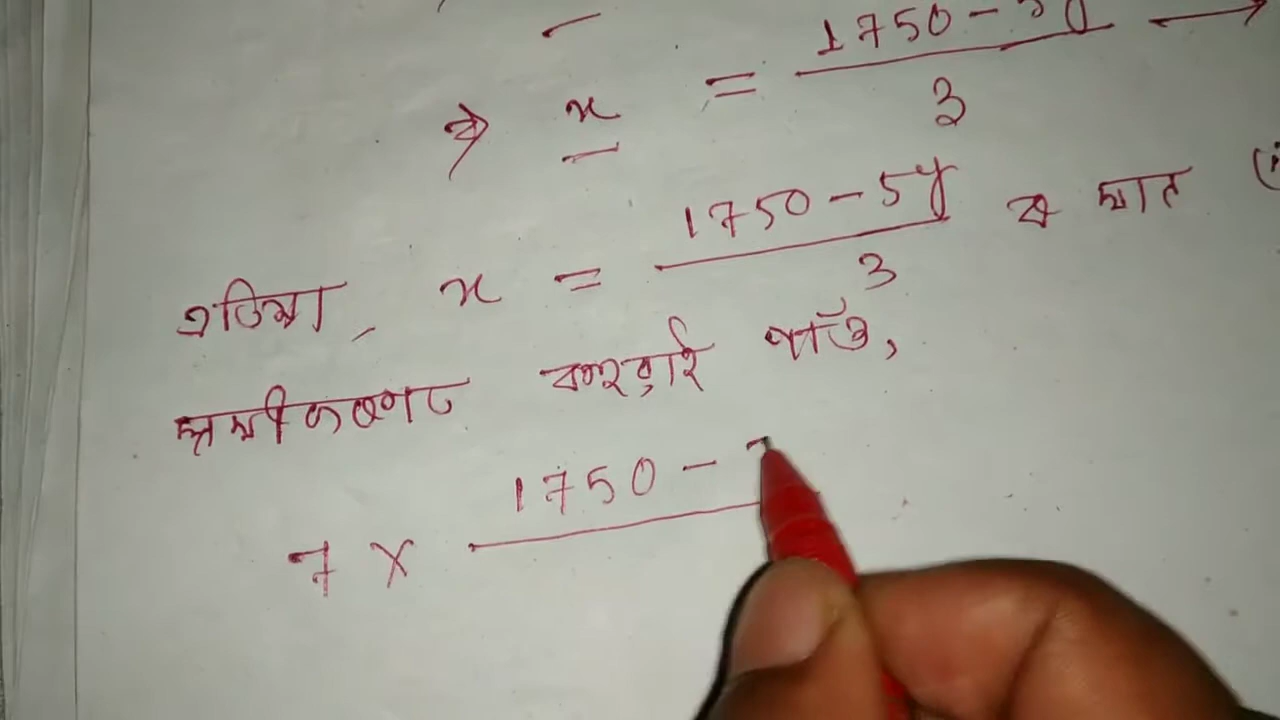 ⇒ x = 1750 - 5y / 3 →
এতিয়া, x = 1750 - 5y / 3 ৰ মান (i
সমীকৰণত বহুৱাই পাওঁ,
7 × 1750 -